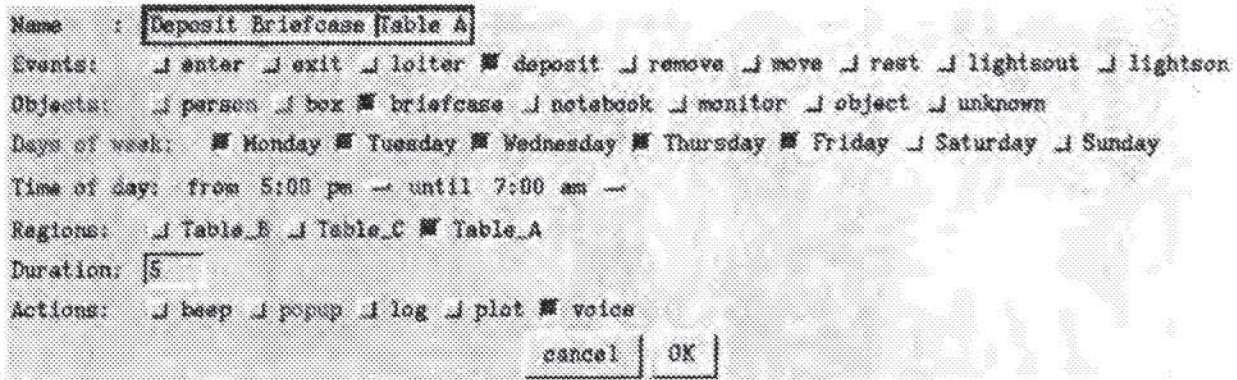 Name : Deposit Briefcase Table A
Events: enter exit loiter deposit remove move rest lightsout lightson
Objects: person box briefcase notebook monitor object unknown
Days of week: Monday Tuesday Wednesday Thursday Friday Saturday Sunday
Time of day: from 5:00 pm until 7:00 am
Regions: Table_B Table_C Table_A
Duration: 5
Actions: beep popup log plot voice
cancel OK